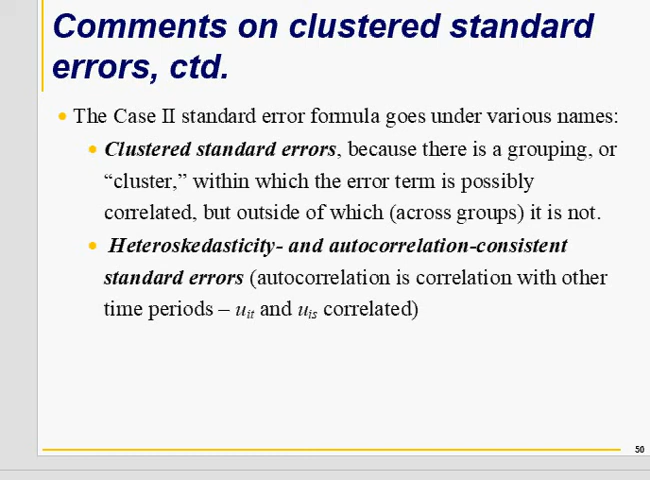 Comments on clustered standard
errors, ctd.
• The Case II standard error formula goes under various names:
• Clustered standard errors, because there is a grouping, or
“cluster,” within which the error term is possibly
correlated, but outside of which (across groups) it is not.
• Heteroskedasticity- and autocorrelation-consistent
standard errors (autocorrelation is correlation with other
time periods – uit and uis correlated)
50